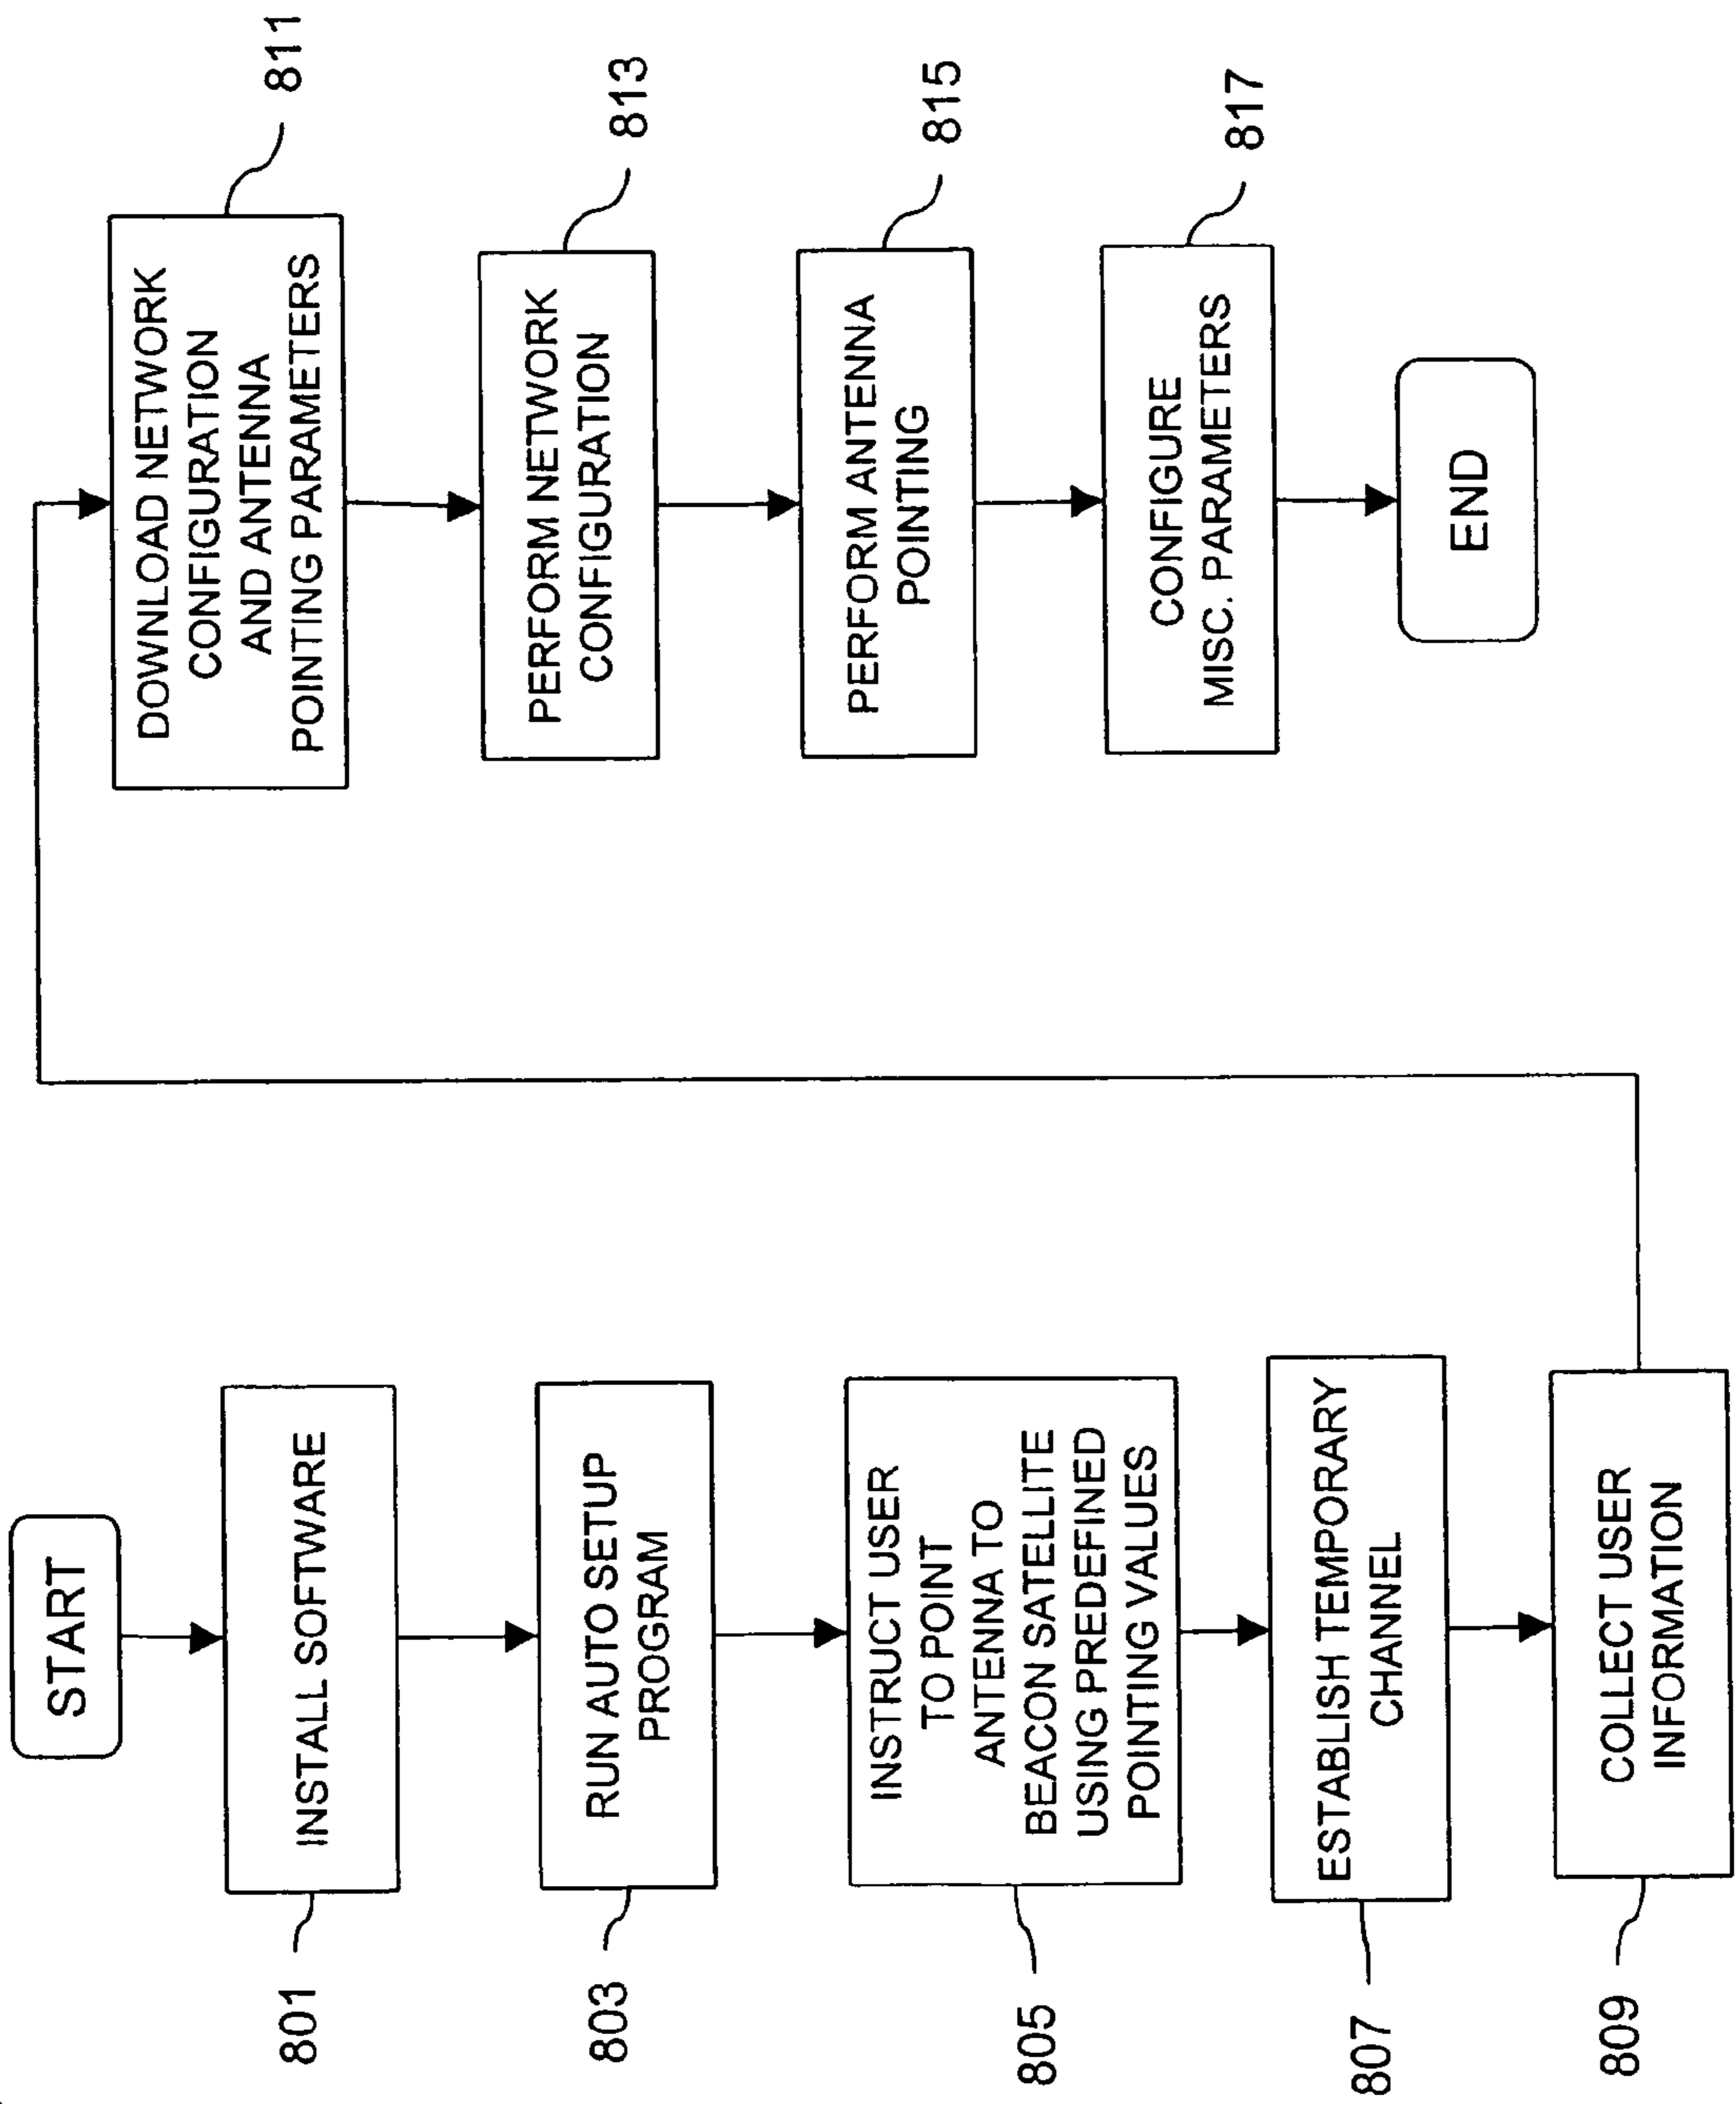 START
INSTALL SOFTWARE
801
RUN AUTO SETUP
PROGRAM
803
INSTRUCT USER
TO POINT
ANTENNA TO
BEACON SATELLITE
USING PREDEFINED
POINTING VALUES
805
ESTABLISH TEMPORARY
CHANNEL
807
COLLECT USER
INFORMATION
809
DOWNLOAD NETWORK
CONFIGURATION
AND ANTENNA
POINTING PARAMETERS
811
PERFORM NETWORK
CONFIGURATION
813
PERFORM ANTENNA
POINTING
815
CONFIGURE
MISC. PARAMETERS
817
END